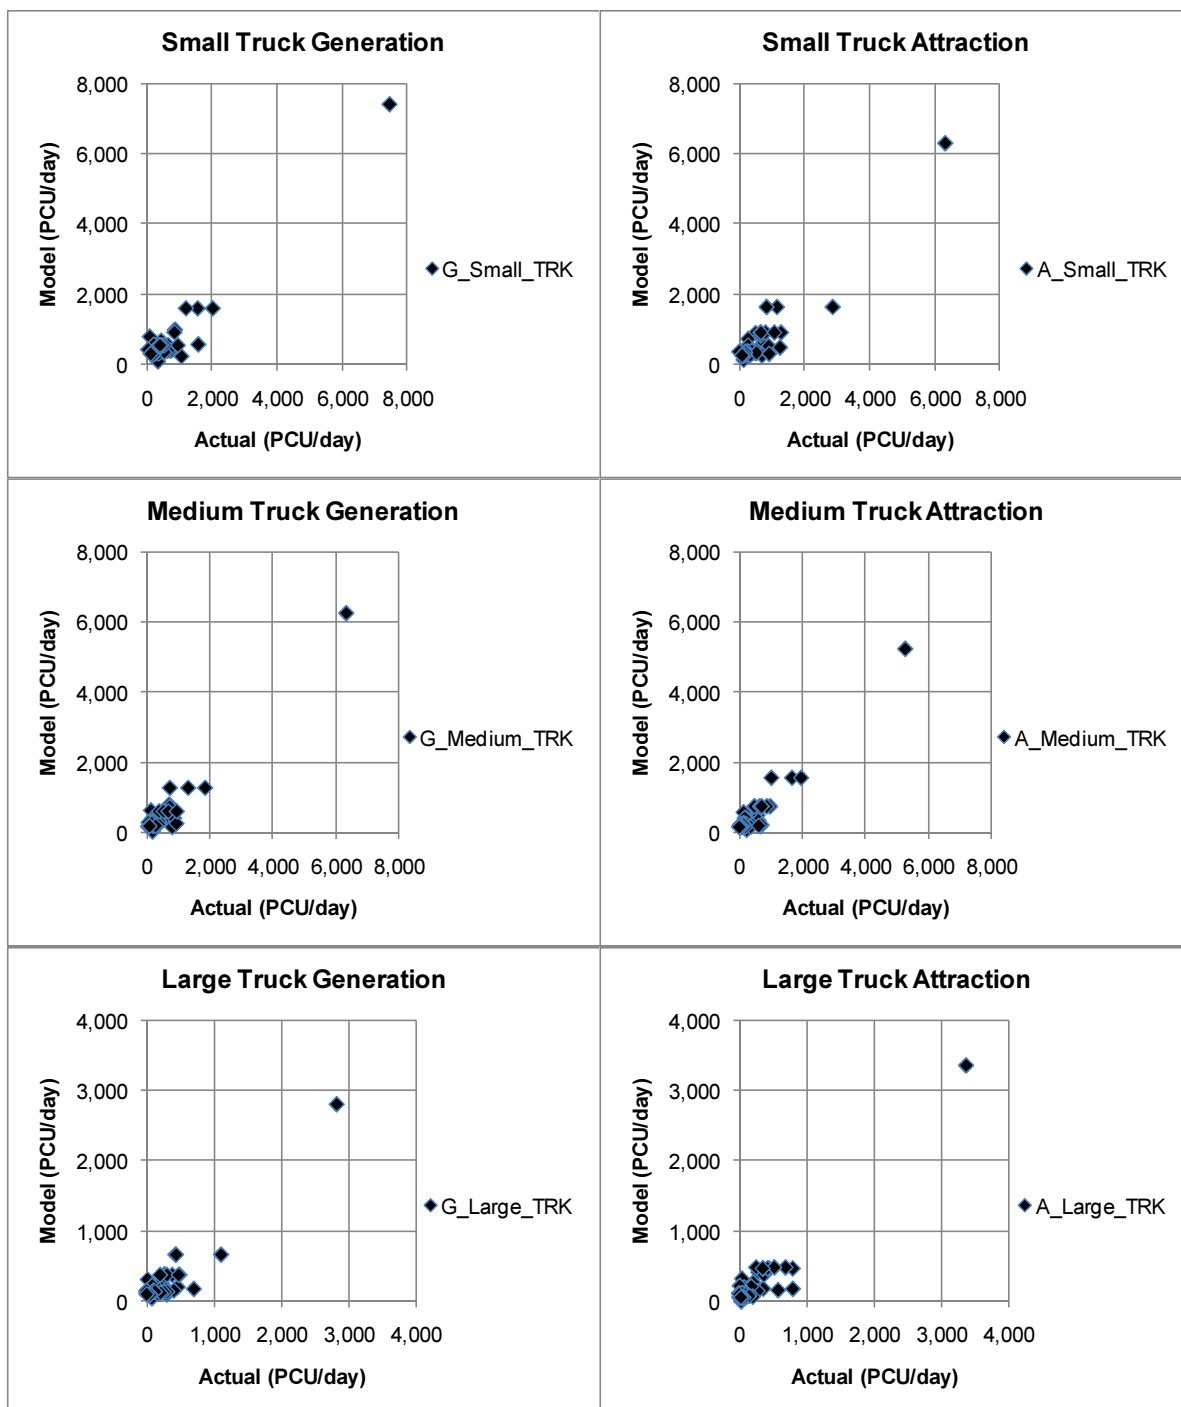 Small Truck Generation
8,000
6,000
4,000
2,000
0
0 2,000 4,000 6,000 8,000
Model (PCU/day)
Actual (PCU/day)
G_Small_TRK
Small Truck Attraction
8,000
6,000
4,000
2,000
0
0 2,000 4,000 6,000 8,000
Model (PCU/day)
Actual (PCU/day)
A_Small_TRK
Medium Truck Generation
8,000
6,000
4,000
2,000
0
0 2,000 4,000 6,000 8,000
Model (PCU/day)
Actual (PCU/day)
G_Medium_TRK
Medium Truck Attraction
8,000
6,000
4,000
2,000
0
0 2,000 4,000 6,000 8,000
Model (PCU/day)
Actual (PCU/day)
A_Medium_TRK
Large Truck Generation
4,000
3,000
2,000
1,000
0
0 1,000 2,000 3,000 4,000
Model (PCU/day)
Actual (PCU/day)
G_Large_TRK
Large Truck Attraction
4,000
3,000
2,000
1,000
0
0 1,000 2,000 3,000 4,000
Model (PCU/day)
Actual (PCU/day)
A_Large_TRK